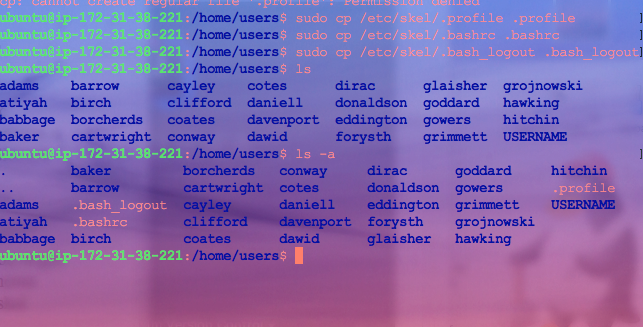 cp: cannot create regular file '.profile': Permission denied
ubuntu@ip-172-31-38-221:/home/users$ sudo cp /etc/skel/.profile .profile
ubuntu@ip-172-31-38-221:/home/users$ sudo cp /etc/skel/.bashrc .bashrc
ubuntu@ip-172-31-38-221:/home/users$ sudo cp /etc/skel/.bash_logout .bash_logout
ubuntu@ip-172-31-38-221:/home/users$ ls
adams barrow cayley cotes dirac glaisher grojnowski
atiyah birch clifford daniell donaldson goddard hawking
babbage borcherds coates davenport eddington gowers hitchin
baker cartwright conway dawid forysth grimmett USERNAME
ubuntu@ip-172-31-38-221:/home/users$ ls -a
. baker borcherds conway dirac goddard hitchin
.. barrow cartwright cotes donaldson gowers .profile
adams .bash_logout cayley daniell eddington grimmett USERNAME
atiyah .bashrc clifford davenport forysth grojnowski
babbage birch coates dawid glaisher hawking
ubuntu@ip-172-31-38-221:/home/users$